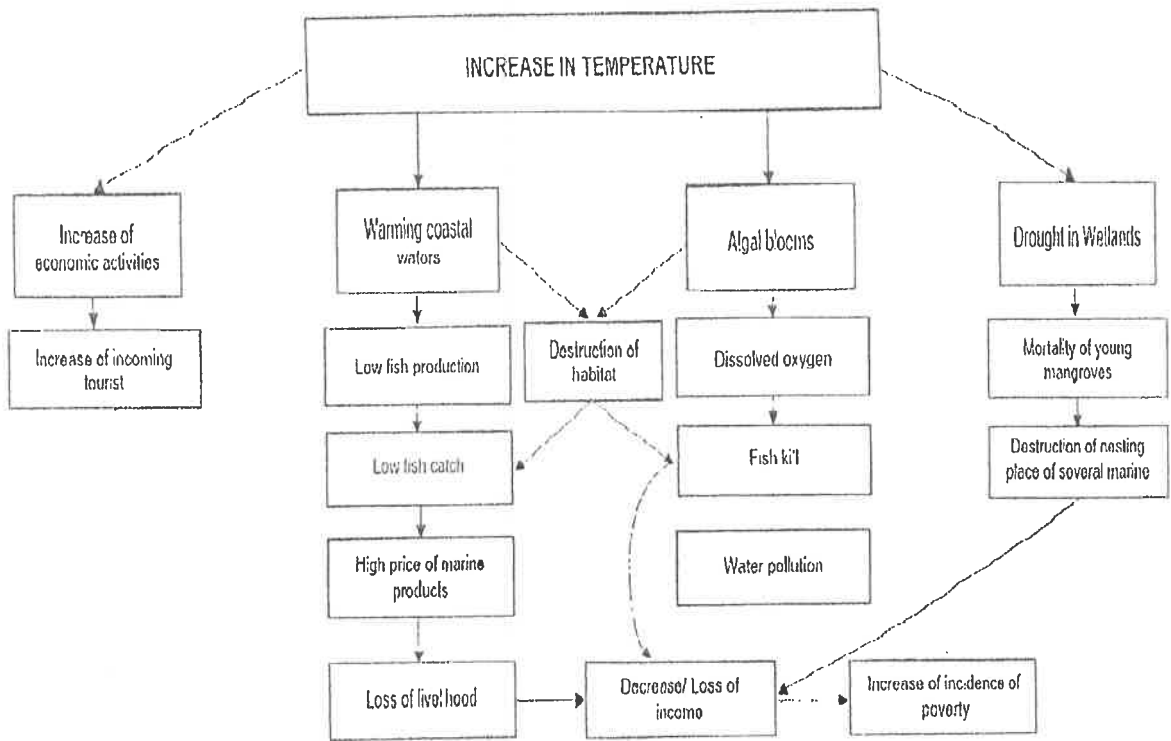 INCREASE IN TEMPERATURE
Increase of
economic activities
Warming coastal
waters
Algal blooms
Drought in Wetlands
Increase of incoming
tourist
Low fish production
Destruction of
habitat
Dissolved oxygen
Mortality of young
mangroves
Low fish catch
Fish kill
Destruction of nesting
place of several marine
High price of marine
products
Water pollution
Loss of livelihood
Decrease/ Loss of
income
Increase of incidence of
poverty